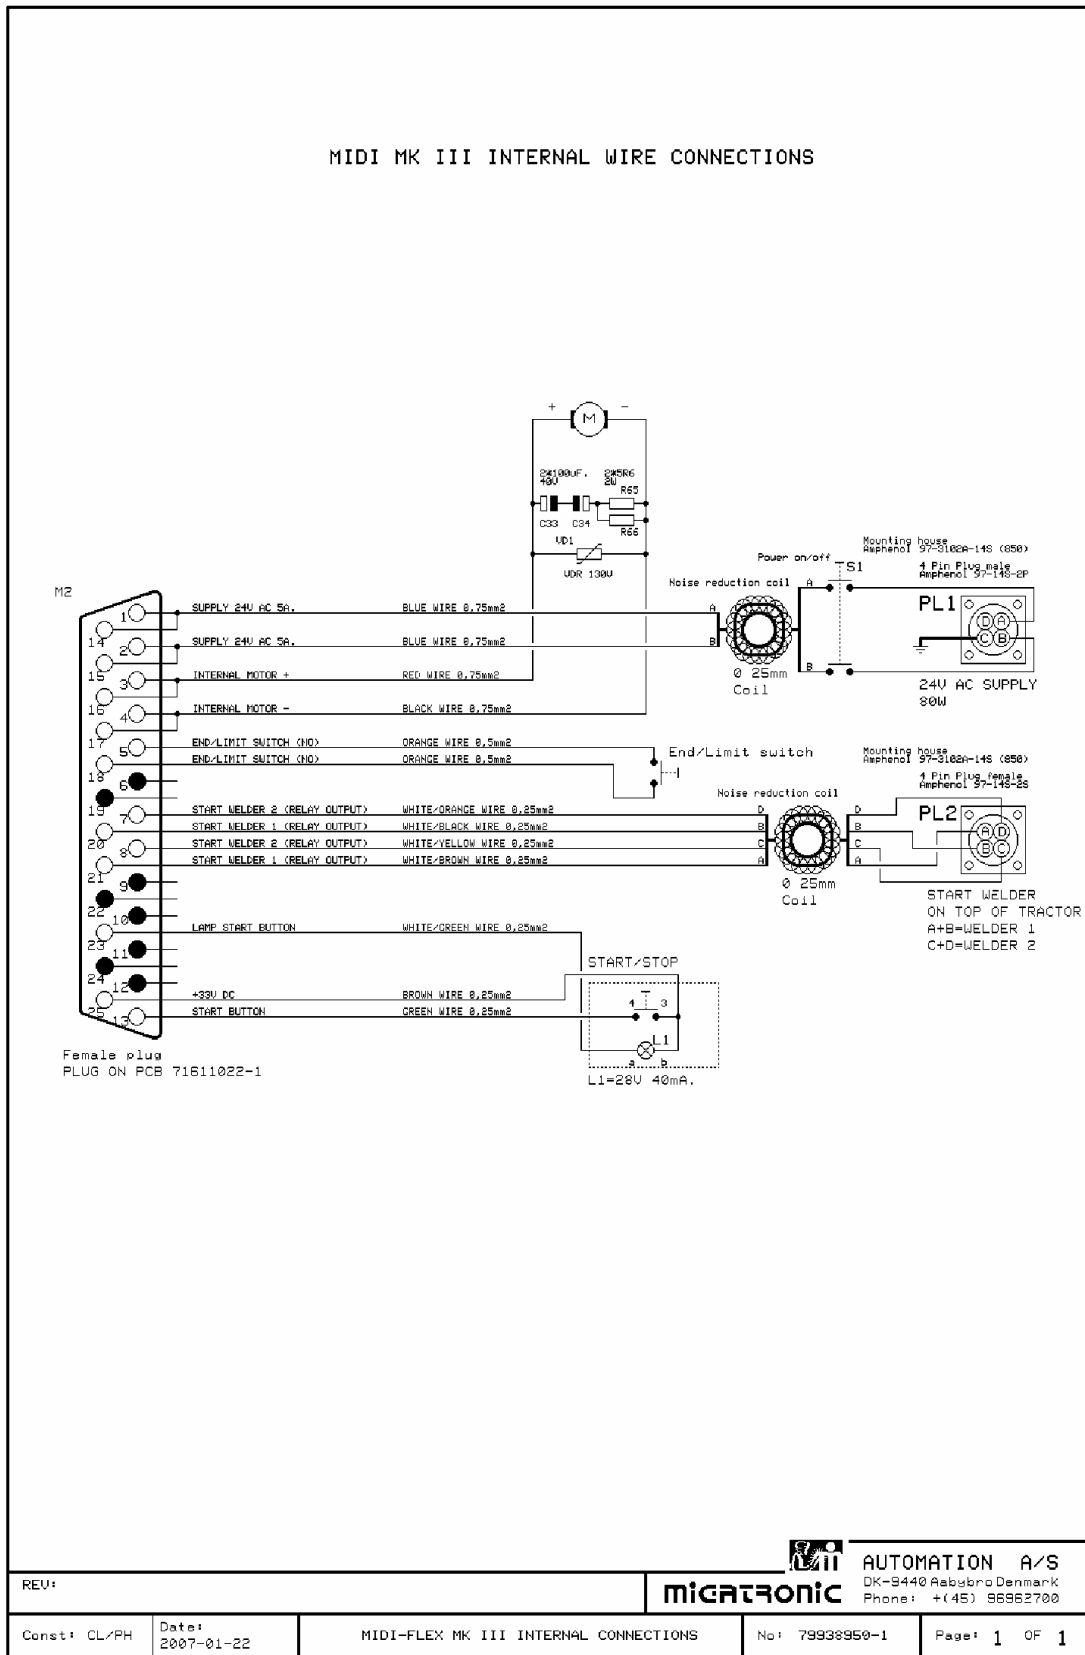 MIDI MK III INTERNAL WIRE CONNECTIONS
+ M -
2*100uF. 2*5R6
40V 2W
R65
C33 C34 R66
VD1
VDR 130V
Mounting house
Amphenol 97-3102A-14S (850)
Power on/off S1
4 Pin Plug male
Amphenol 97-14S-2P
Noise reduction coil
A
PL1
D A
C B
B
0 25mm
Coil
24V AC SUPPLY
80W
M2
1 SUPPLY 24V AC 5A. BLUE WIRE 0,75mm2 A
14
2 SUPPLY 24V AC 5A. BLUE WIRE 0,75mm2 B
15
3 INTERNAL MOTOR + RED WIRE 0,75mm2
16
4 INTERNAL MOTOR - BLACK WIRE 0,75mm2
17
5 END/LIMIT SWITCH (NO) ORANGE WIRE 0,5mm2
18 END/LIMIT SWITCH (NO) ORANGE WIRE 0,5mm2
End/Limit switch
6
19
7 START WELDER 2 (RELAY OUTPUT) WHITE/ORANGE WIRE 0,25mm2 D
20 START WELDER 1 (RELAY OUTPUT) WHITE/BLACK WIRE 0,25mm2 B
8 START WELDER 2 (RELAY OUTPUT) WHITE/YELLOW WIRE 0,25mm2 C
21 START WELDER 1 (RELAY OUTPUT) WHITE/BROWN WIRE 0,25mm2 A
Mounting house
Amphenol 97-3102A-14S (850)
4 Pin Plug female
Amphenol 97-14S-2S
Noise reduction coil
D
B
C
A
PL2
A D
B C
0 25mm
Coil
START WELDER
ON TOP OF TRACTOR
A+B=WELDER 1
C+D=WELDER 2
9
22
10
23 LAMP START BUTTON WHITE/GREEN WIRE 0,25mm2
11
24
12
25 +33V DC BROWN WIRE 0,25mm2
13 START BUTTON GREEN WIRE 0,25mm2
START/STOP
4 3
L1
a b
L1=28V 40mA.
Female plug
PLUG ON PCB 71611022-1
REV:
migatronic
AUTOMATION A/S
DK-9440 Aabybro Denmark
Phone: +(45) 96962700
Const: CL/PH
Date:
2007-01-22
MIDI-FLEX MK III INTERNAL CONNECTIONS
No: 79938950-1
Page: 1 OF 1